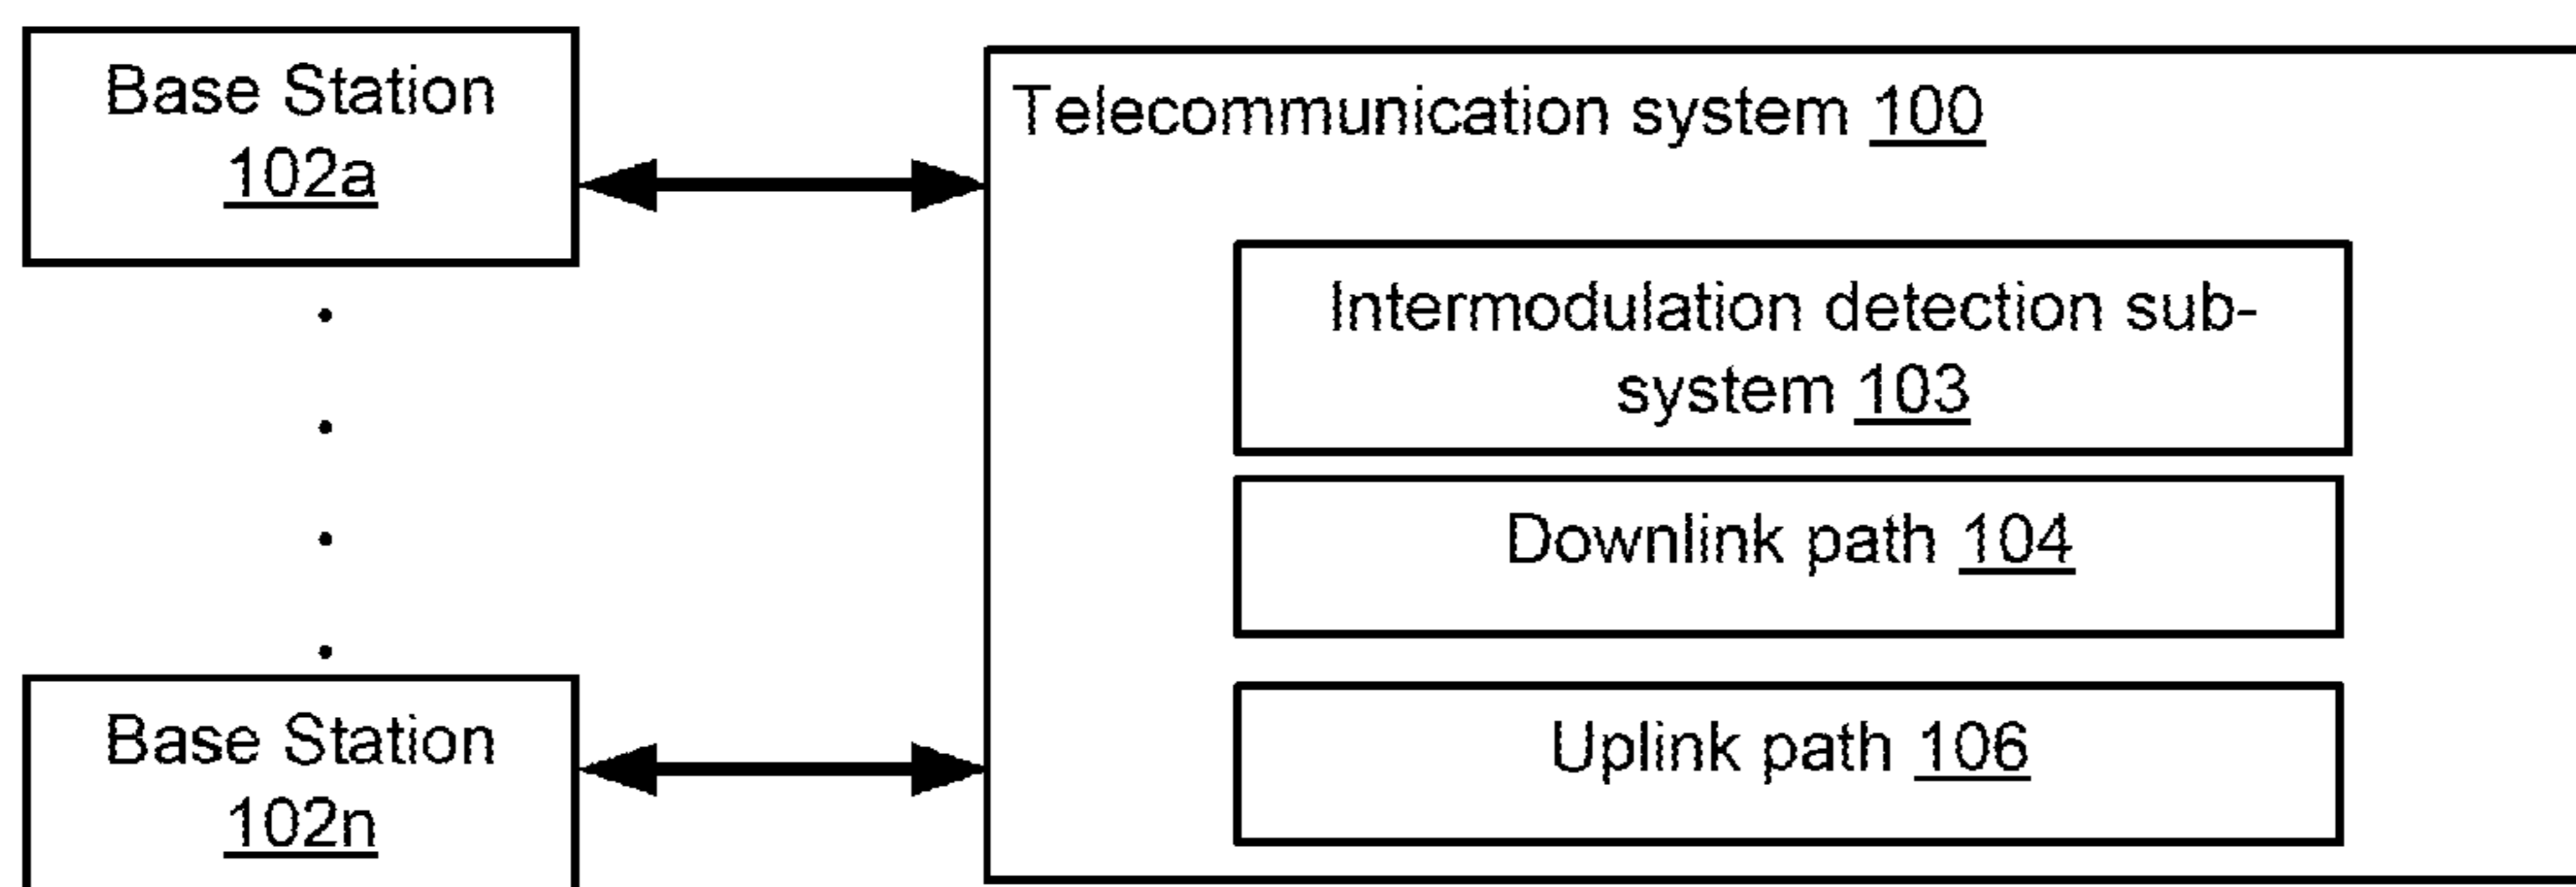 Base Station
102a
Telecommunication system 100
Intermodulation detection sub-
system 103
Downlink path 104
Uplink path 106
Base Station
102n